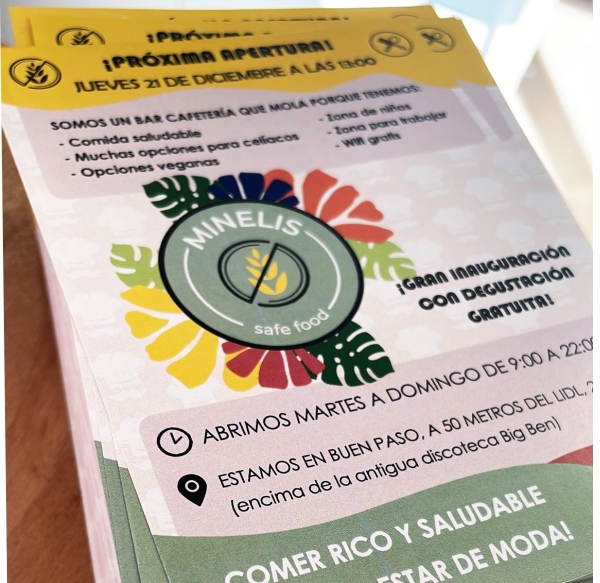 ¡PRÓXIMA APERTURA!
JUEVES 21 DE DICIEMBRE A LAS 13:00
SOMOS UN BAR CAFETERÍA QUE MOLA PORQUE TENEMOS:
- Comida saludable
- Muchas opciones para celíacos
- Opciones veganas
- Zona de niños
- Zona para trabajar
- Wifi gratis
MINELIS
safe food
¡GRAN INAUGURACIÓN
CON DEGUSTACIÓN
GRATUITA!
ABRIMOS MARTES A DOMINGO DE 9:00 A 22:00
ESTAMOS EN BUEN PASO, A 50 METROS DEL LIDL,
(encima de la antigua discoteca Big Ben)
COMER RICO Y SALUDABLE
ESTAR DE MODA!